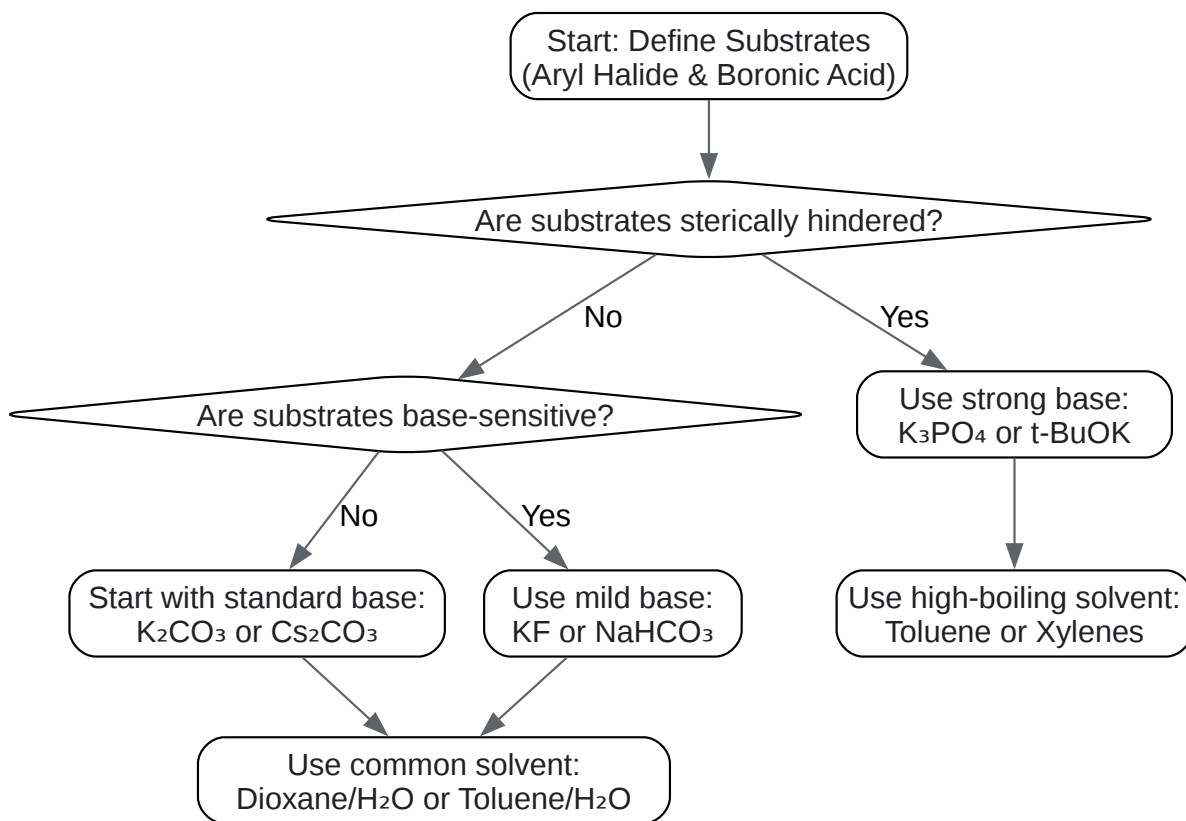 Start: Define Substrates
(Aryl Halide & Boronic Acid)
Are substrates sterically hindered?
No
Yes
Are substrates base-sensitive?
Use strong base:
K₃PO₄ or t-BuOK
No
Yes
Start with standard base:
K₂CO₃ or Cs₂CO₃
Use mild base:
KF or NaHCO₃
Use high-boiling solvent:
Toluene or Xylenes
Use common solvent:
Dioxane/H₂O or Toluene/H₂O